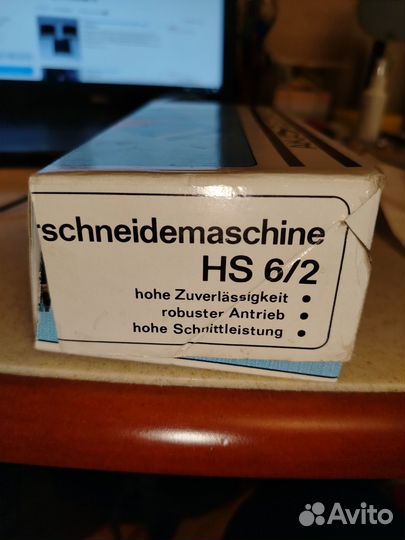 rschneidemaschine
HS 6/2
hohe Zuverlässigkeit •
robuster Antrieb •
hohe Schnittleistung •
Avito